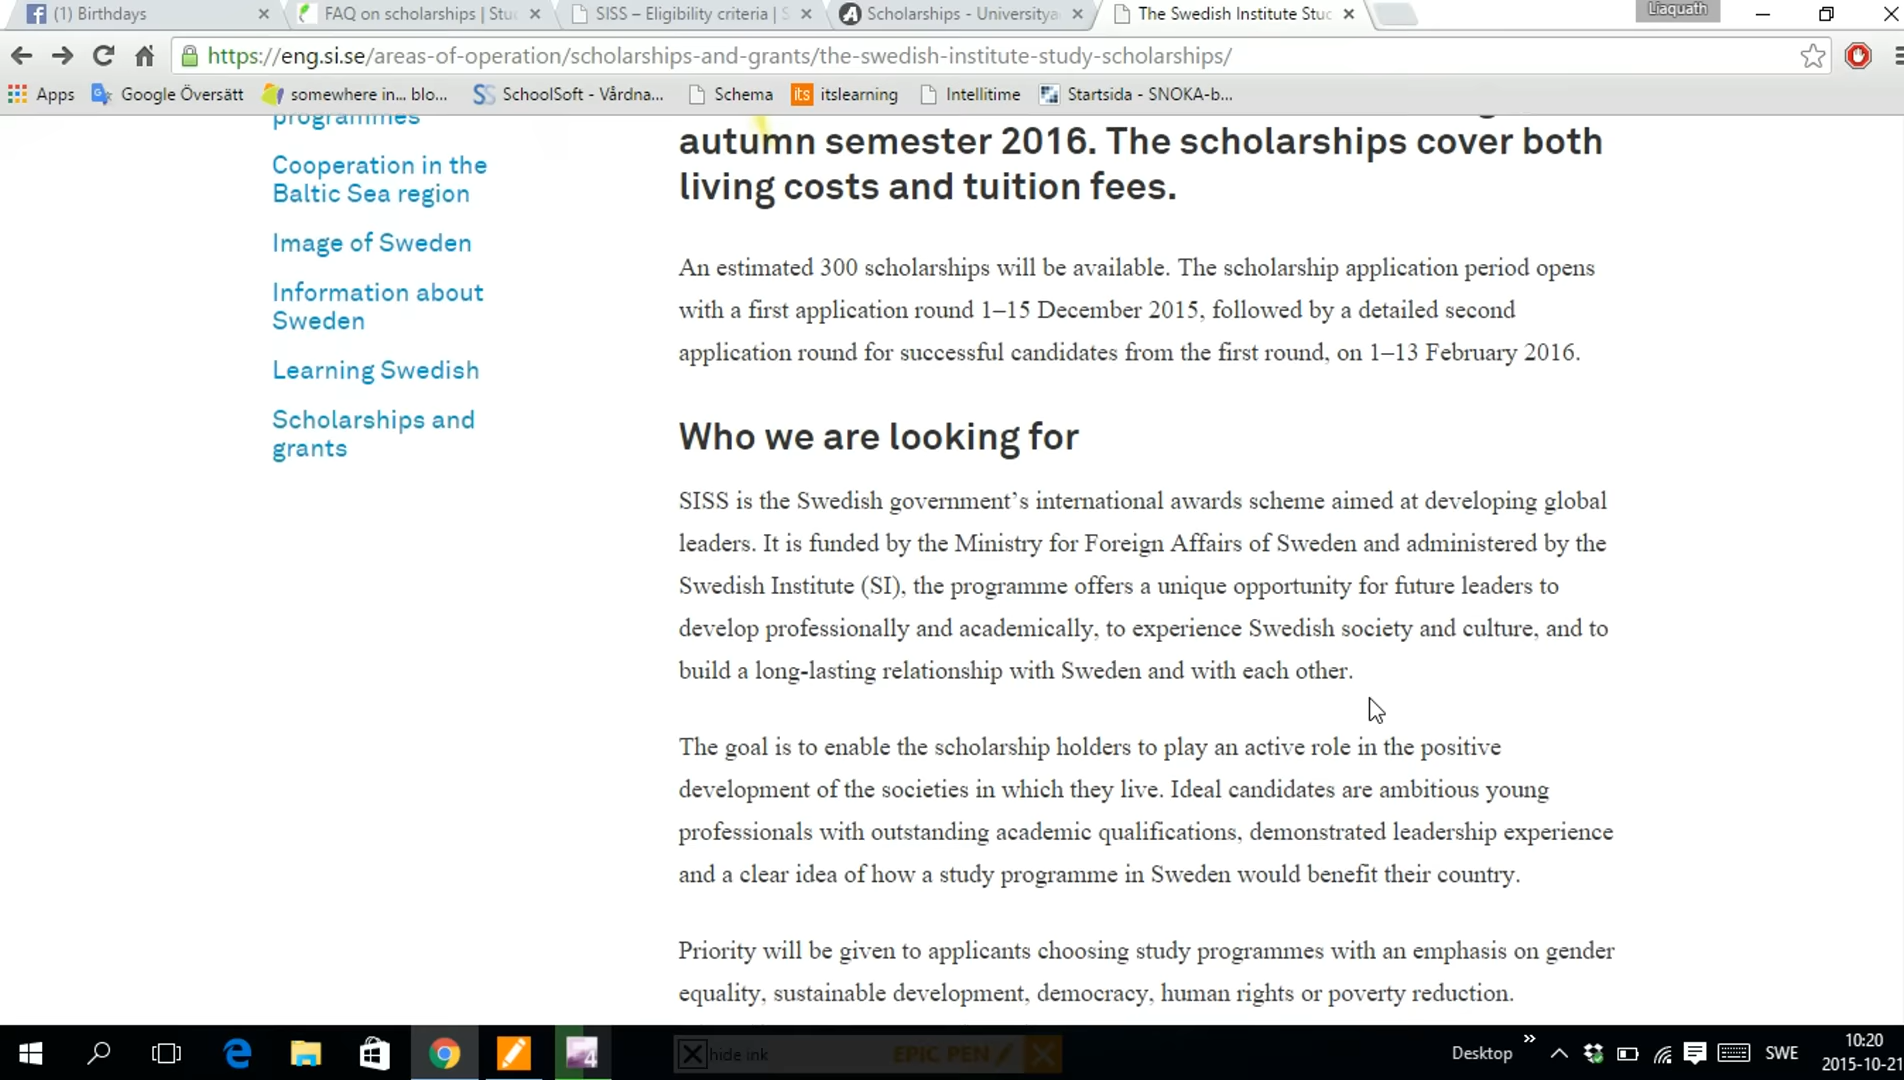 (1) Birthdays
FAQ on scholarships | Stu
SISS – Eligibility criteria | S
Scholarships - Universitya
The Swedish Institute Stu
Liaquath
https://eng.si.se/areas-of-operation/scholarships-and-grants/the-swedish-institute-study-scholarships/
Apps
Google Översätt
somewhere in... blo...
SchoolSoft - Vårdna...
Schema
its
itslearning
Intellitime
Startsida - SNOKA-b...
programmes
Cooperation in the
Baltic Sea region
Image of Sweden
Information about
Sweden
Learning Swedish
Scholarships and
grants
autumn semester 2016. The scholarships cover both
living costs and tuition fees.
An estimated 300 scholarships will be available. The scholarship application period opens
with a first application round 1–15 December 2015, followed by a detailed second
application round for successful candidates from the first round, on 1–13 February 2016.
Who we are looking for
SISS is the Swedish government’s international awards scheme aimed at developing global
leaders. It is funded by the Ministry for Foreign Affairs of Sweden and administered by the
Swedish Institute (SI), the programme offers a unique opportunity for future leaders to
develop professionally and academically, to experience Swedish society and culture, and to
build a long-lasting relationship with Sweden and with each other.
The goal is to enable the scholarship holders to play an active role in the positive
development of the societies in which they live. Ideal candidates are ambitious young
professionals with outstanding academic qualifications, demonstrated leadership experience
and a clear idea of how a study programme in Sweden would benefit their country.
Priority will be given to applicants choosing study programmes with an emphasis on gender
equality, sustainable development, democracy, human rights or poverty reduction.
4
hide ink
EPIC PEN
Desktop
SWE
10:20
2015-10-21